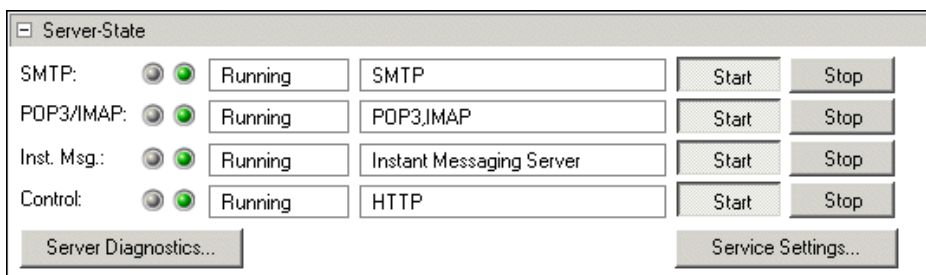 Server-State
SMTP: Running SMTP Start Stop
POP3/IMAP: Running POP3,IMAP Start Stop
Inst. Msg.: Running Instant Messaging Server Start Stop
Control: Running HTTP Start Stop
Server Diagnostics... Service Settings...